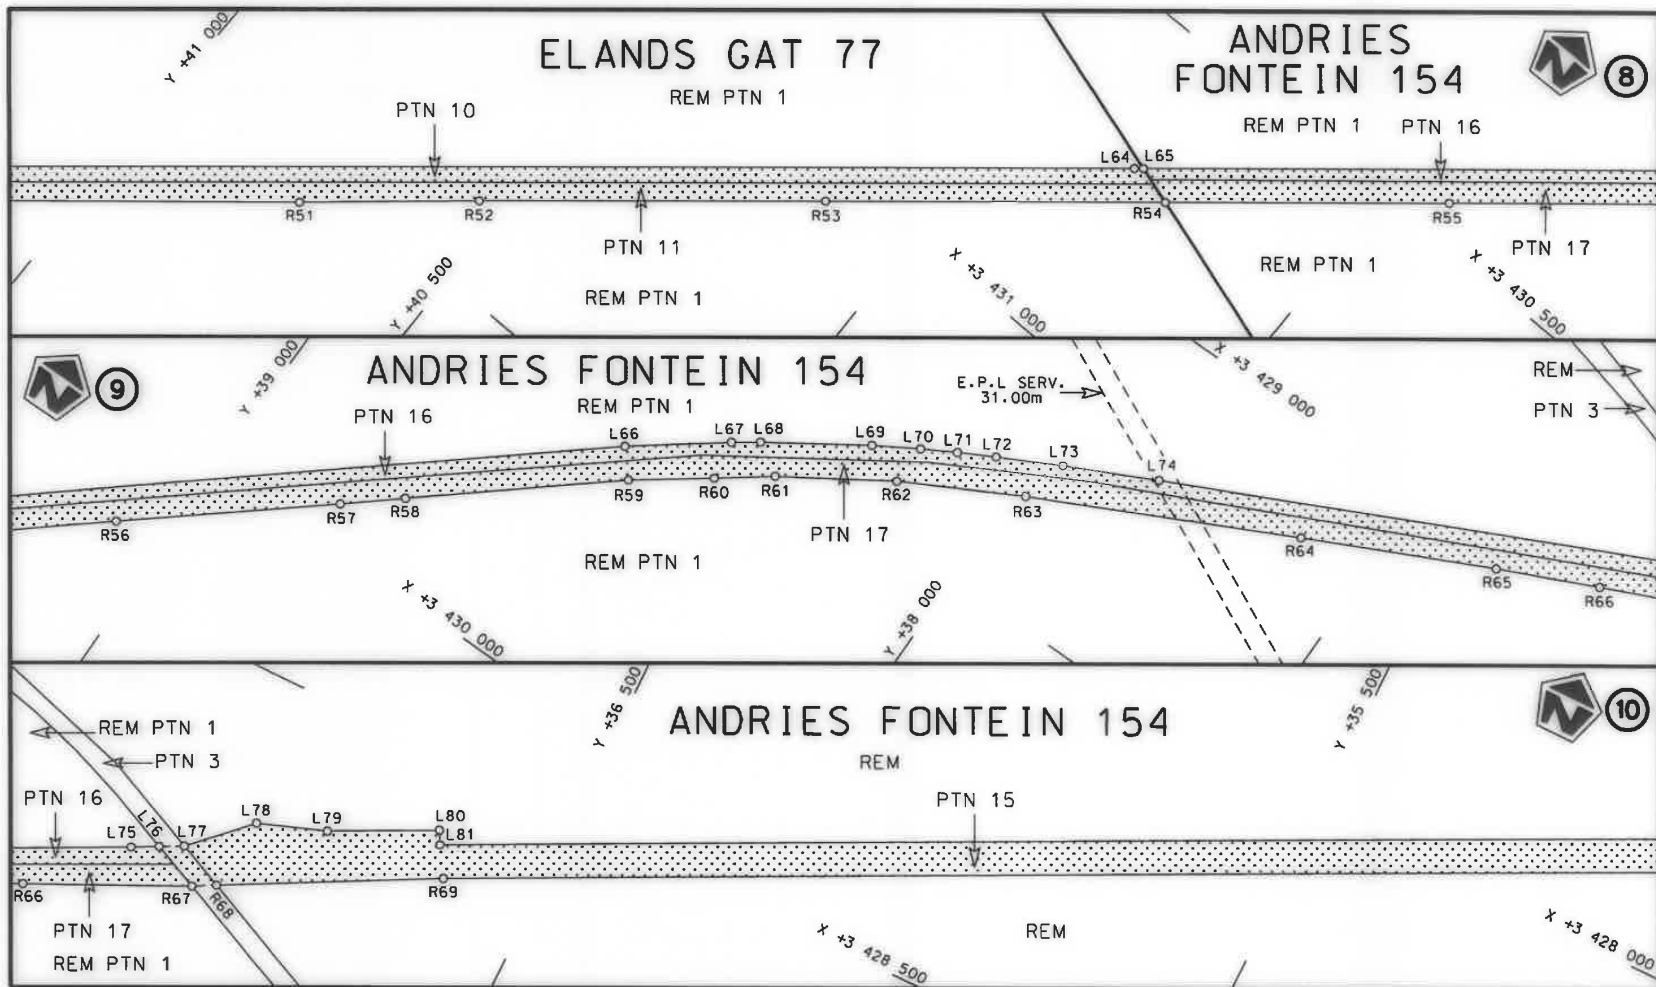 Y +41 000
ELANDS GAT 77
REM PTN 1
PTN 10
ANDRIES
FONTEIN 154
8
REM PTN 1
PTN 16
L64
L65
R51
R52
R53
R54
R55
PTN 11
PTN 17
REM PTN 1
REM PTN 1
Y +40 500
X +3 431 000
X +3 430 500
9
Y +39 000
ANDRIES FONTEIN 154
REM PTN 1
PTN 16
E.P.L SERV.
31.00m
X +3 429 000
REM
PTN 3
L66
L67
L68
L69
L70
L71
L72
L73
L74
R56
R57
R58
R59
R60
R61
R62
R63
R64
R65
R66
PTN 17
REM PTN 1
X +3 430 000
Y +38 000
Y +36 500
ANDRIES FONTEIN 154
REM
Y +35 500
10
REM PTN 1
PTN 3
PTN 16
PTN 15
L75
L76
L77
L78
L79
L80
L81
R66
R67
R68
R69
PTN 17
REM PTN 1
REM
X +3 428 500
X +3 428 000